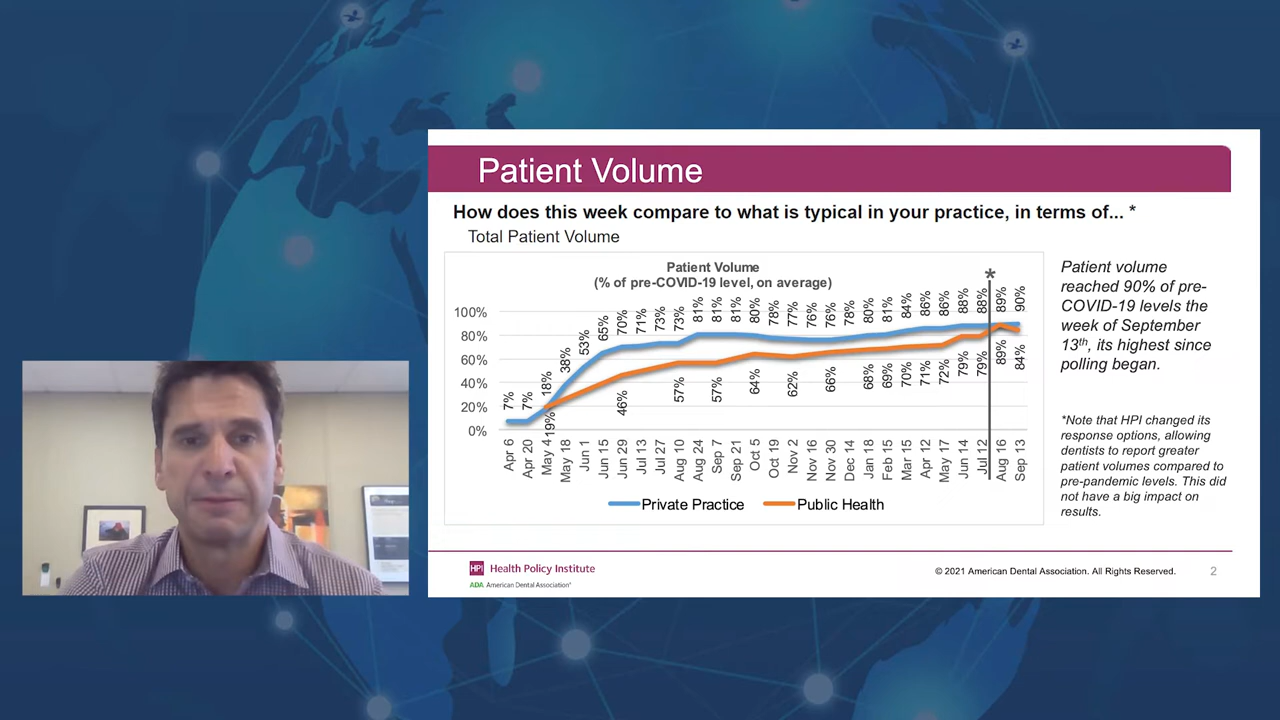 Patient Volume
How does this week compare to what is typical in your practice, in terms of... *
Total Patient Volume
Patient Volume
(% of pre-COVID-19 level, on average)
*
100%
80%
60%
40%
20%
0%
7%
7%
18%
38%
53%
65%
70%
71%
73%
73%
81%
81%
81%
80%
78%
77%
76%
76%
78%
80%
81%
84%
86%
86%
88%
88%
89%
90%
19%
46%
57%
57%
64%
62%
66%
68%
69%
70%
71%
72%
79%
79%
89%
84%
Apr 6
Apr 20
May 4
May 18
Jun 1
Jun 15
Jun 29
Jul 13
Jul 27
Aug 10
Aug 24
Sep 7
Sep 21
Oct 5
Oct 19
Nov 2
Nov 16
Nov 30
Dec 14
Jan 18
Feb 15
Mar 15
Apr 12
May 17
Jun 14
Jul 12
Aug 16
Sep 13
Private Practice
Public Health
Patient volume
reached 90% of pre-
COVID-19 levels the
week of September
13th, its highest since
polling began.
*Note that HPI changed its
response options, allowing
dentists to report greater
patient volumes compared to
pre-pandemic levels. This did
not have a big impact on
results.
HPI Health Policy Institute
ADA American Dental Association®
© 2021 American Dental Association. All Rights Reserved.
2